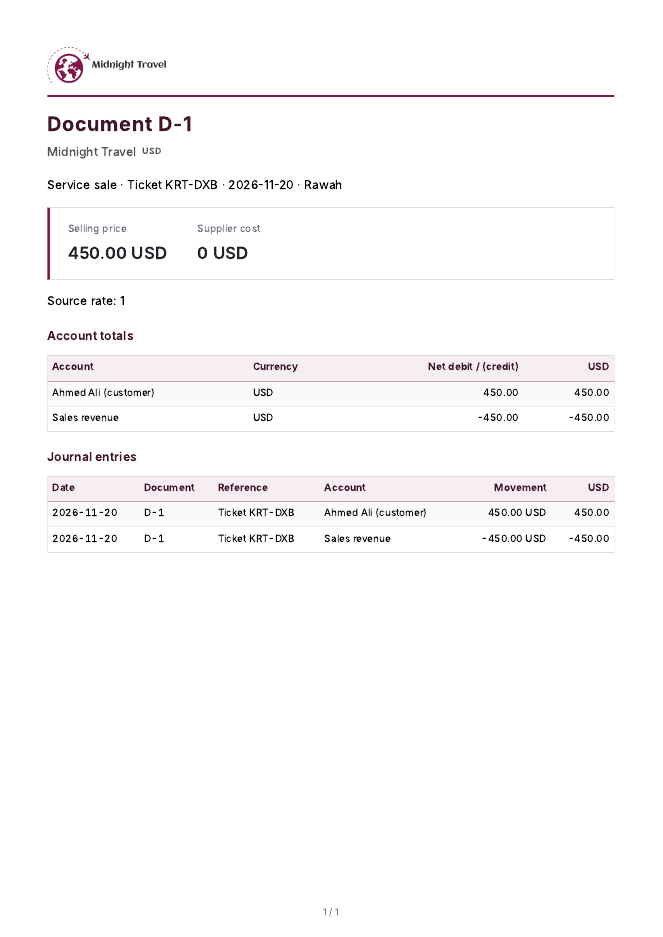 Midnight Travel
Document D-1
Midnight Travel USD
Service sale · Ticket KRT-DXB · 2026-11-20 · Rawah
Selling price Supplier cost
450.00 USD 0 USD
Source rate: 1
Account totals
Account Currency Net debit / (credit) USD
Ahmed Ali (customer) USD 450.00 450.00
Sales revenue USD -450.00 -450.00
Journal entries
Date Document Reference Account Movement USD
2026-11-20 D-1 Ticket KRT-DXB Ahmed Ali (customer) 450.00 USD 450.00
2026-11-20 D-1 Ticket KRT-DXB Sales revenue -450.00 USD -450.00
1 / 1